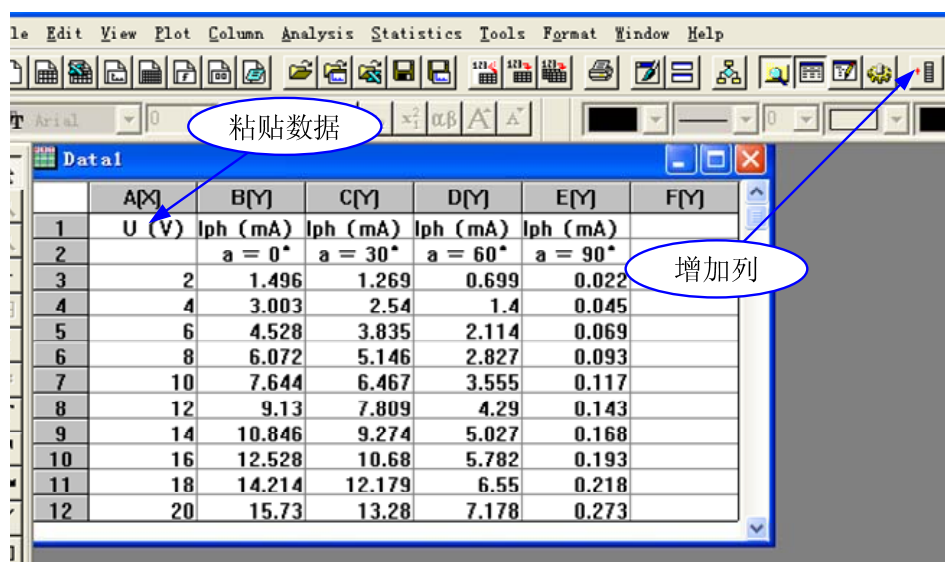 le Edit View Plot Column Analysis Statistics Tools Format Window Help
Arial 0
粘贴数据
αβ A A 0
Data1
A[X] B[Y] C[Y] D[Y] E[Y] F[Y]
1 U (V) Iph (mA) Iph (mA) Iph (mA) Iph (mA)
2 a = 0° a = 30° a = 60° a = 90°
增加列
3 2 1.496 1.269 0.699 0.022
4 4 3.003 2.54 1.4 0.045
5 6 4.528 3.835 2.114 0.069
6 8 6.072 5.146 2.827 0.093
7 10 7.644 6.467 3.555 0.117
8 12 9.13 7.809 4.29 0.143
9 14 10.846 9.274 5.027 0.168
10 16 12.528 10.68 5.782 0.193
11 18 14.214 12.179 6.55 0.218
12 20 15.73 13.28 7.178 0.273